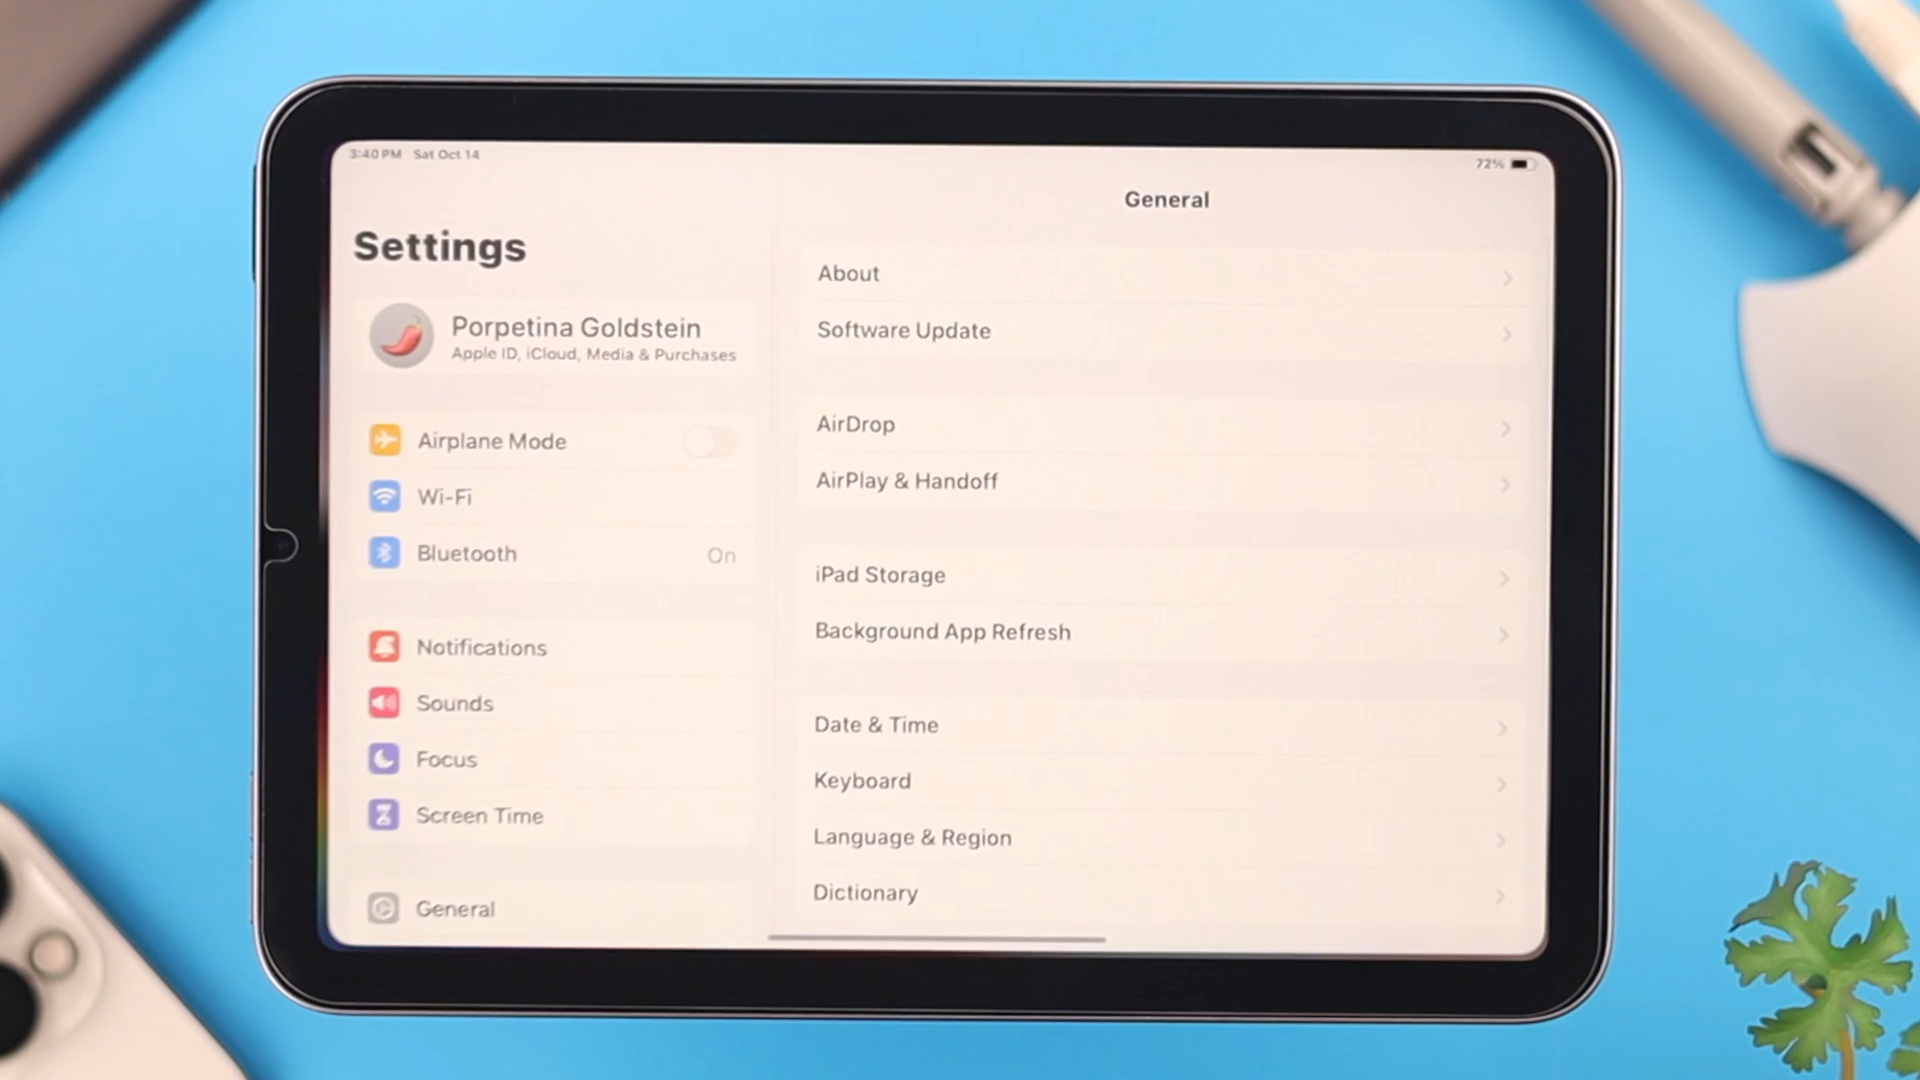 3:40 PM Sat Oct 14
72%
Settings
Porpetina Goldstein
Apple ID, iCloud, Media & Purchases
Airplane Mode
Wi-Fi
Bluetooth On
Notifications
Sounds
Focus
Screen Time
General
General
About
Software Update
AirDrop
AirPlay & Handoff
iPad Storage
Background App Refresh
Date & Time
Keyboard
Language & Region
Dictionary